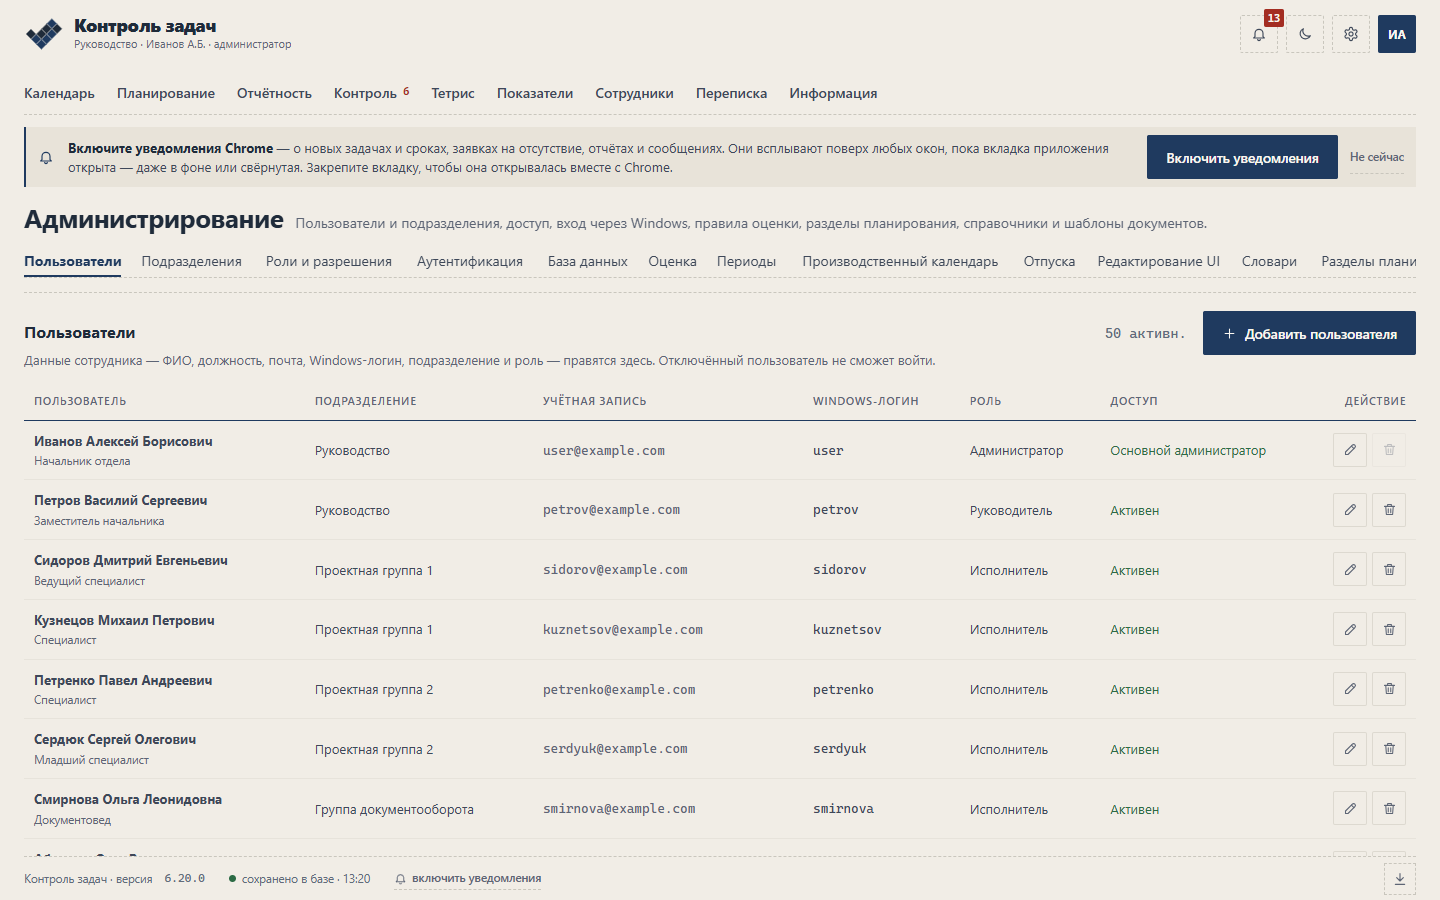 Контроль задач
Руководство · Иванов А.Б. · администратор
13
ИА
Календарь Планирование Отчётность Контроль 6 Тетрис Показатели Сотрудники Переписка Информация
Включите уведомления Chrome — о новых задачах и сроках, заявках на отсутствие, отчётах и сообщениях. Они всплывают поверх любых окон, пока вкладка приложения
открыта — даже в фоне или свёрнутая. Закрепите вкладку, чтобы она открывалась вместе с Chrome.
Включить уведомления
Не сейчас
Администрирование Пользователи и подразделения, доступ, вход через Windows, правила оценки, разделы планирования, справочники и шаблоны документов.
Пользователи Подразделения Роли и разрешения Аутентификация База данных Оценка Периоды Производственный календарь Отпуска Редактирование UI Словари Разделы плани
Пользователи
50 активн.
+ Добавить пользователя
Данные сотрудника — ФИО, должность, почта, Windows-логин, подразделение и роль — правятся здесь. Отключённый пользователь не сможет войти.
ПОЛЬЗОВАТЕЛЬ ПОДРАЗДЕЛЕНИЕ УЧЁТНАЯ ЗАПИСЬ WINDOWS-ЛОГИН РОЛЬ ДОСТУП ДЕЙСТВИЕ
Иванов Алексей Борисович
Начальник отдела
Руководство user@example.com user Администратор Основной администратор
Петров Василий Сергеевич
Заместитель начальника
Руководство petrov@example.com petrov Руководитель Активен
Сидоров Дмитрий Евгеньевич
Ведущий специалист
Проектная группа 1 sidorov@example.com sidorov Исполнитель Активен
Кузнецов Михаил Петрович
Специалист
Проектная группа 1 kuznetsov@example.com kuznetsov Исполнитель Активен
Петренко Павел Андреевич
Специалист
Проектная группа 2 petrenko@example.com petrenko Исполнитель Активен
Сердюк Сергей Олегович
Младший специалист
Проектная группа 2 serdyuk@example.com serdyuk Исполнитель Активен
Смирнова Ольга Леонидовна
Документовед
Группа документооборота smirnova@example.com smirnova Исполнитель Активен
Контроль задач · версия 6.20.0 сохранено в базе · 13:20 включить уведомления